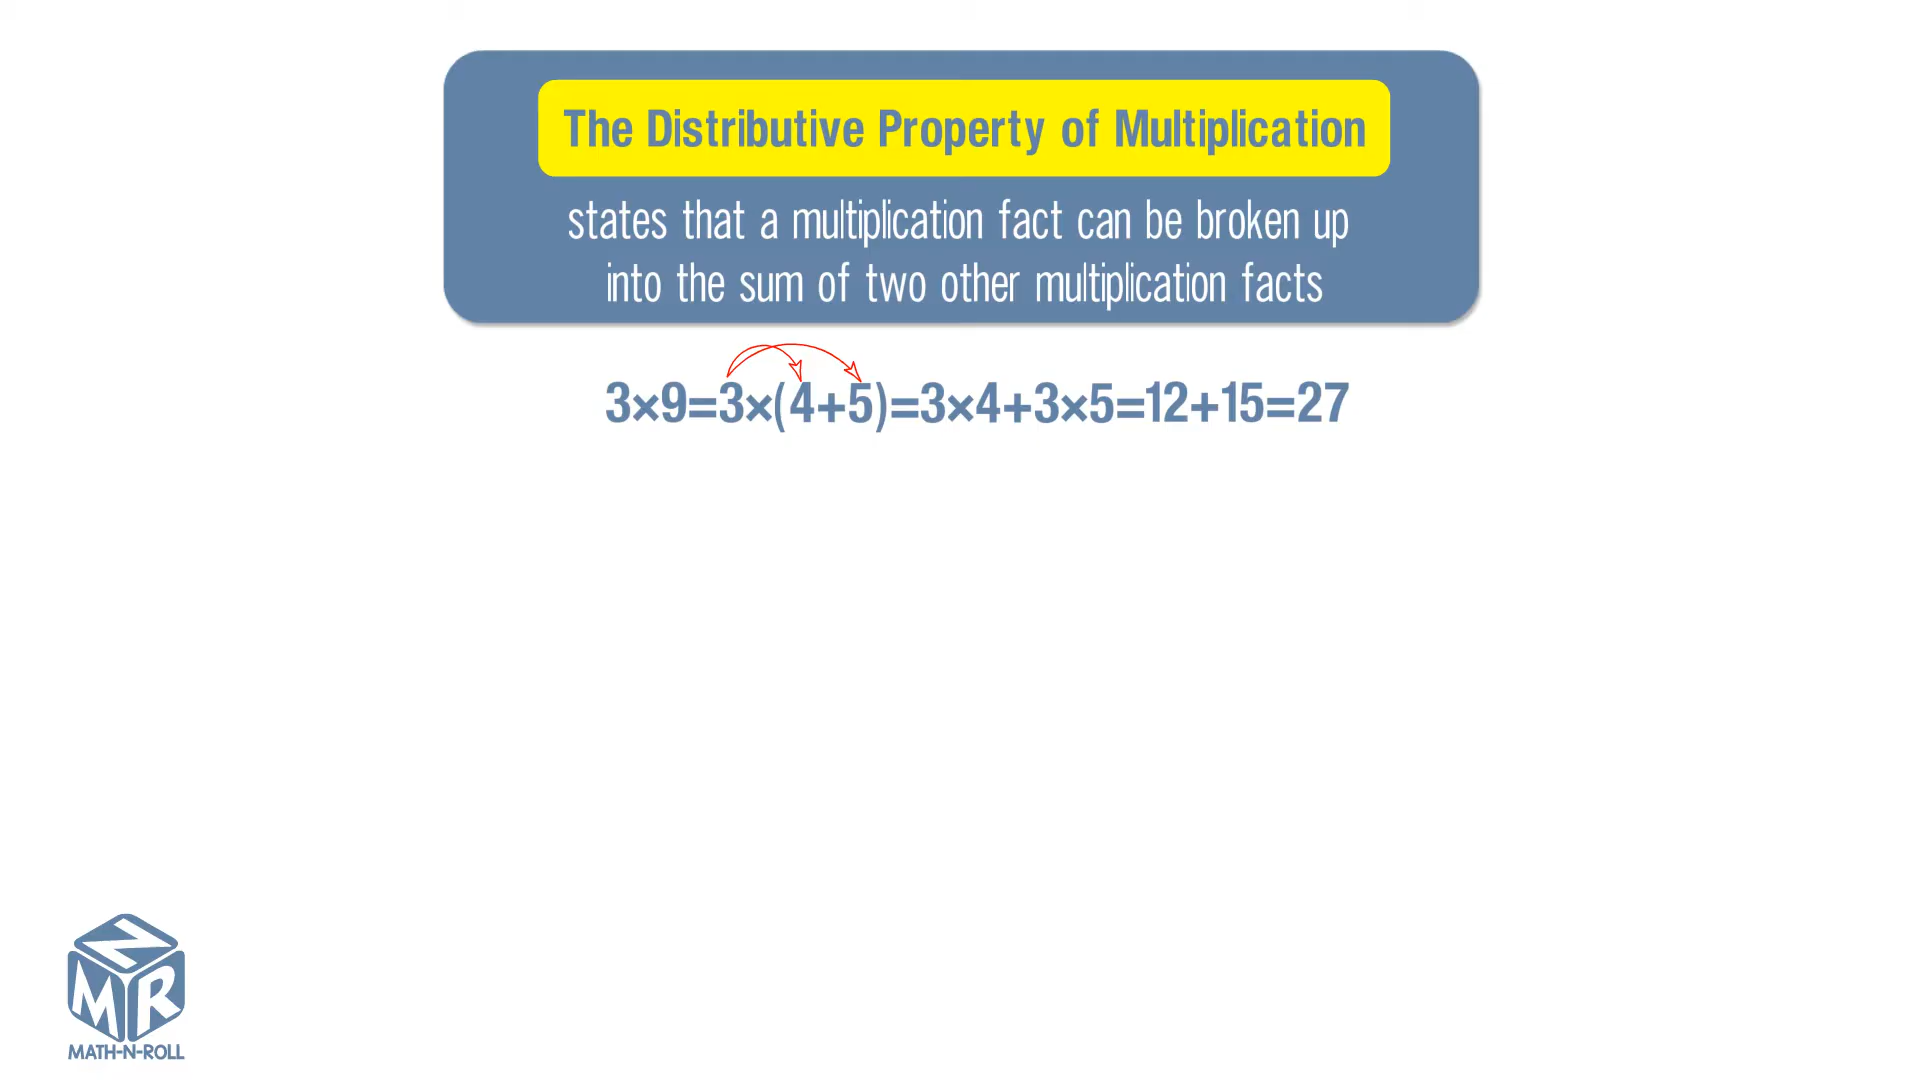 The Distributive Property of Multiplication
states that a multiplication fact can be broken up
into the sum of two other multiplication facts
3×9=3×(4+5)=3×4+3×5=12+15=27
Z
M R
MATH-N-ROLL